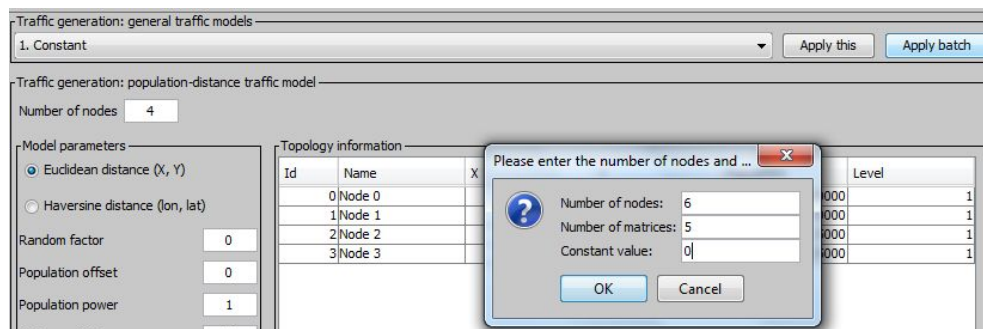 Traffic generation: general traffic models
1. Constant
Apply this
Apply batch
Traffic generation: population-distance traffic model
Number of nodes 4
Model parameters
Euclidean distance (X, Y)
Haversine distance (lon, lat)
Random factor 0
Population offset 0
Population power 1
Topology information
Id Name X Level
0 Node 0 0000 1
1 Node 1 0000 1
2 Node 2 5000 1
3 Node 3 5000 1
Please enter the number of nodes and ...
Number of nodes: 6
Number of matrices: 5
Constant value: 0
OK Cancel